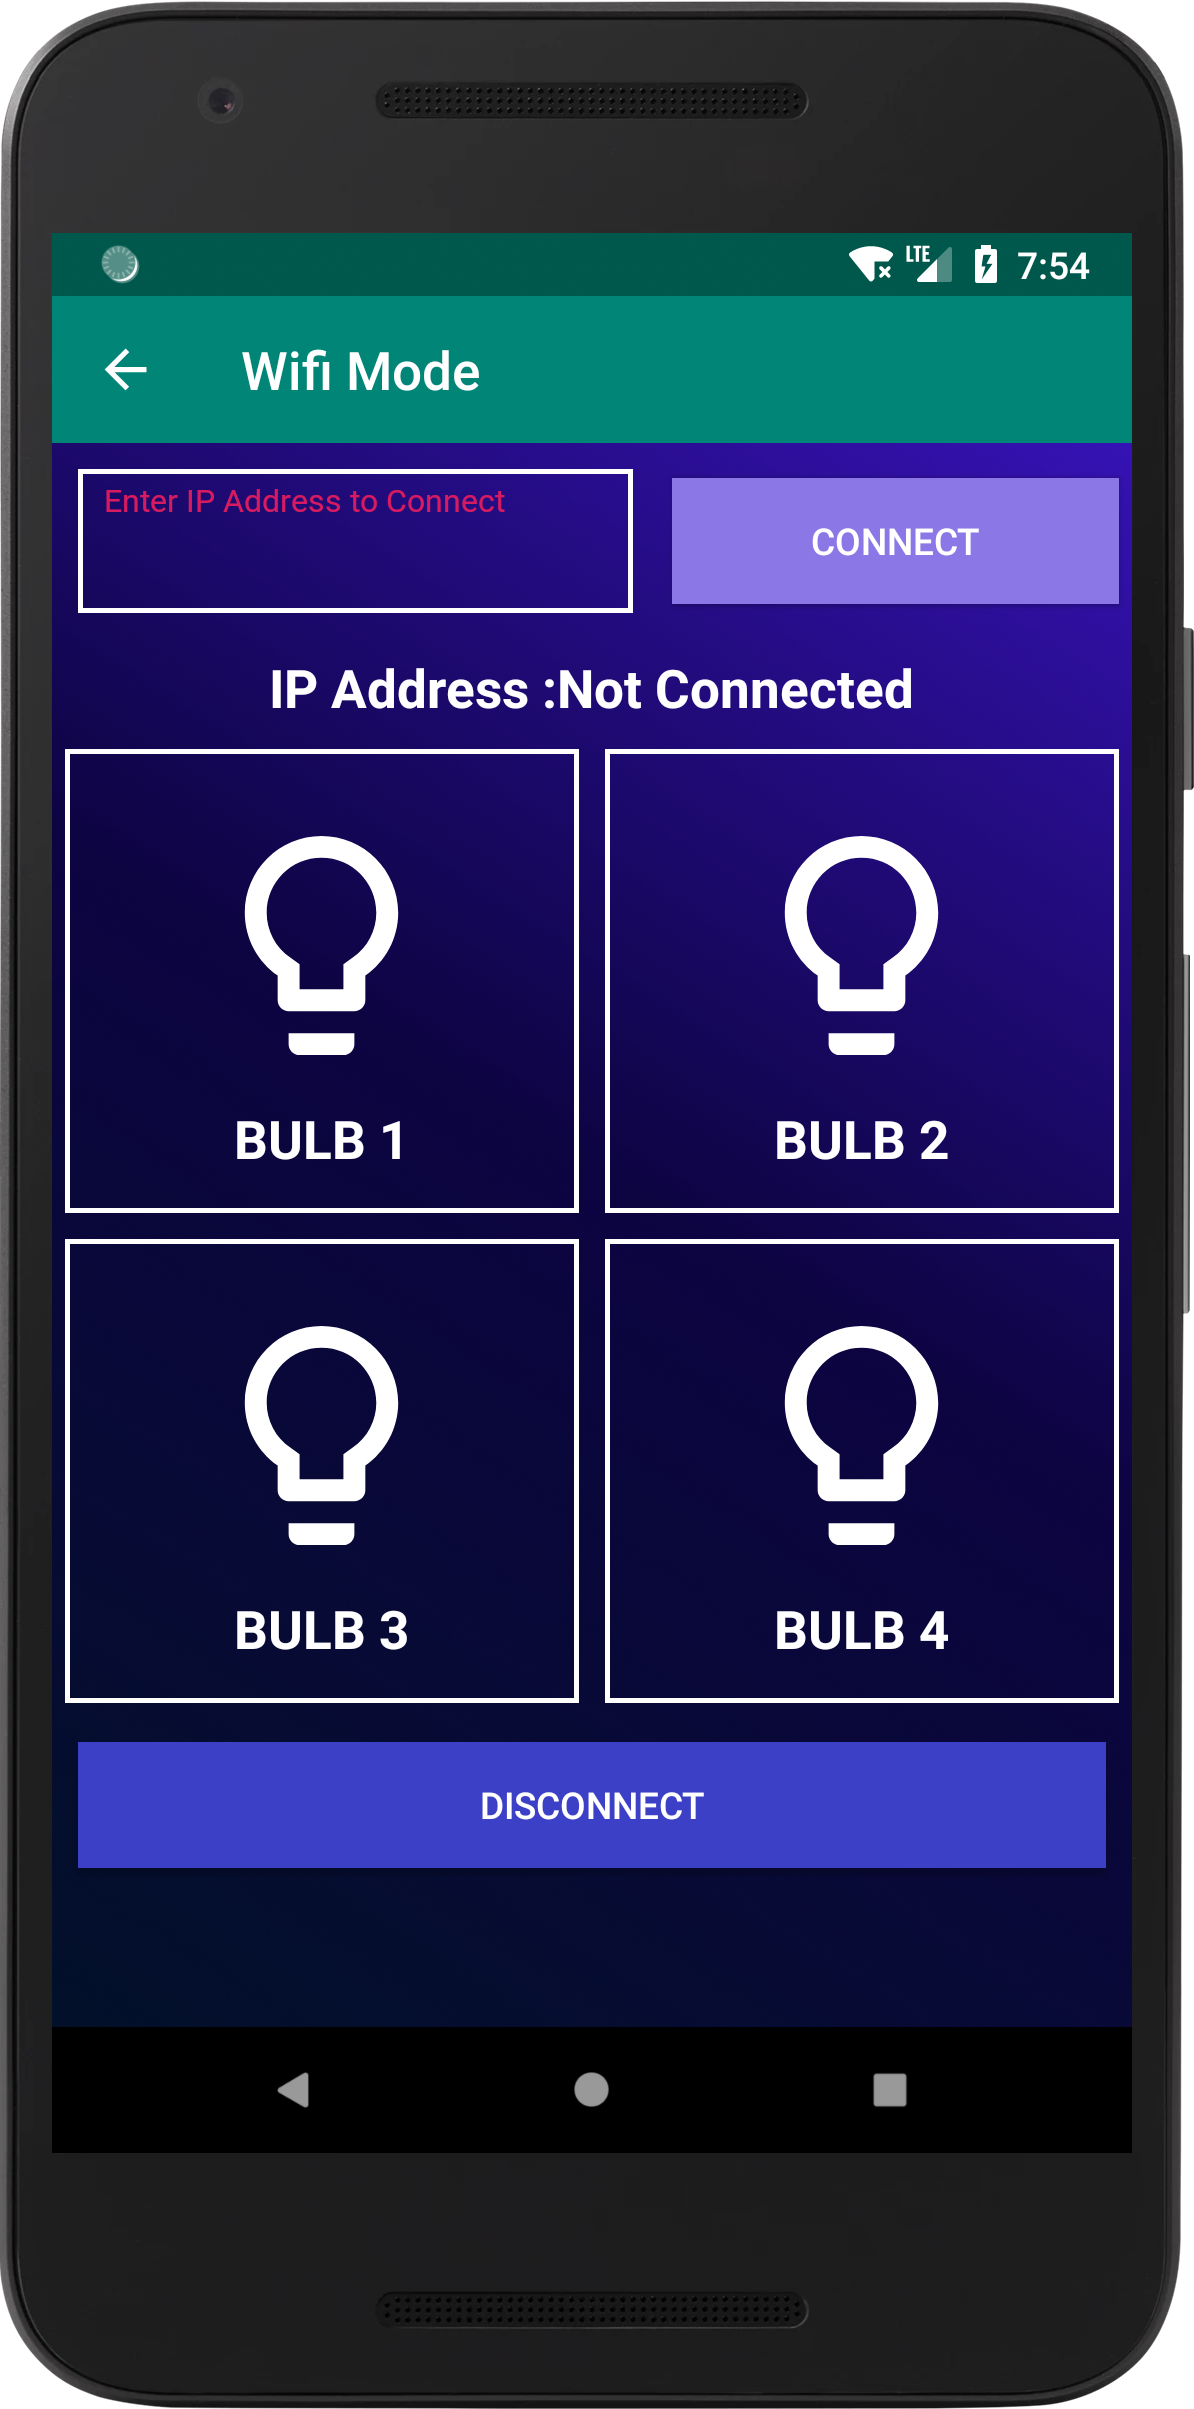 LTE 7:54
Wifi Mode
Enter IP Address to Connect
CONNECT
IP Address :Not Connected
BULB 1
BULB 2
BULB 3
BULB 4
DISCONNECT